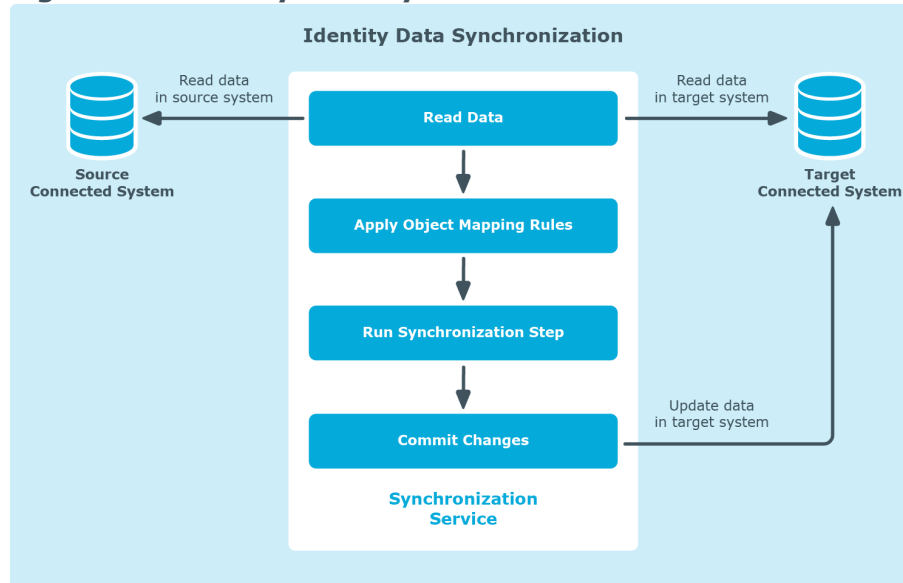 Identity Data Synchronization
Read data
in source system
Read Data
Read data
in target system
Source
Connected System
Target
Connected System
Apply Object Mapping Rules
Run Synchronization Step
Commit Changes
Update data
in target system
Synchronization
Service